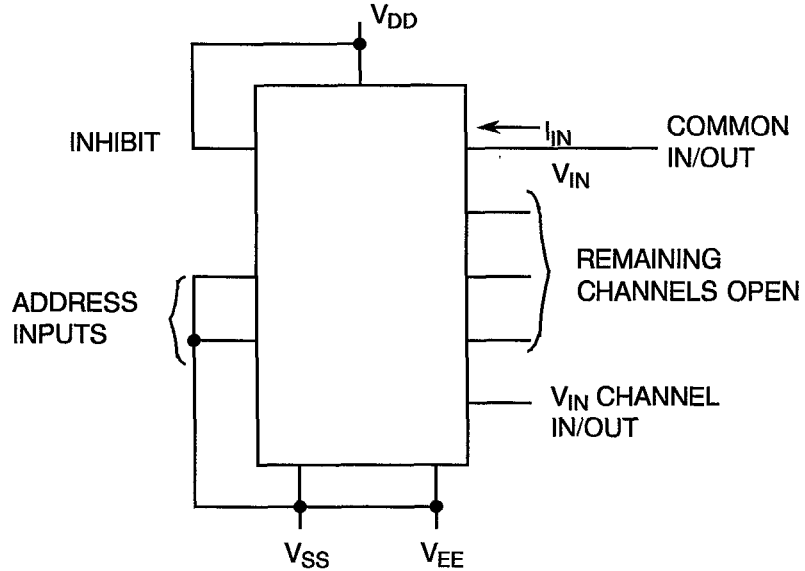 VDD
INHIBIT
IIN
COMMON
IN/OUT
VIN
REMAINING
CHANNELS OPEN
ADDRESS
INPUTS
VIN CHANNEL
IN/OUT
VSS
VEE